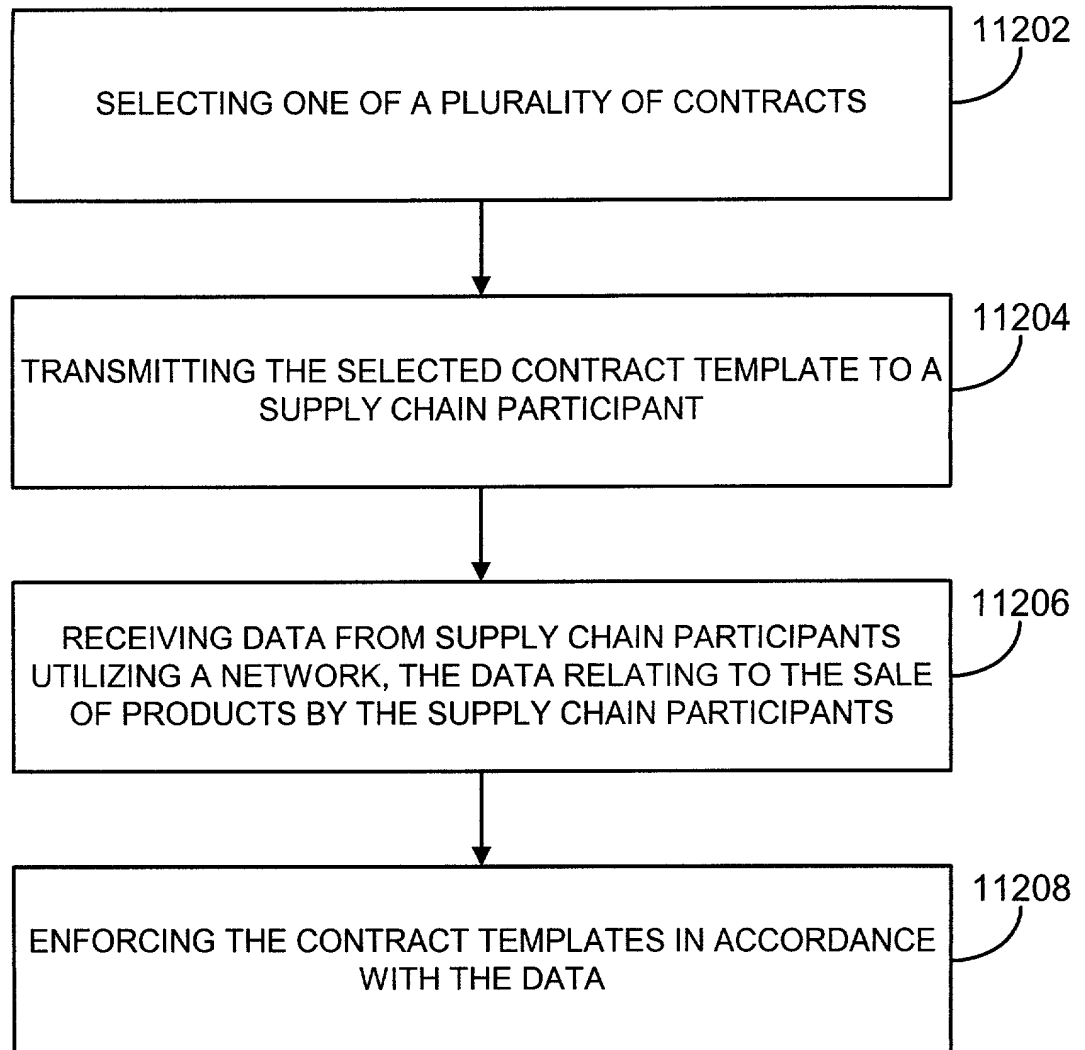 11202
SELECTING ONE OF A PLURALITY OF CONTRACTS
11204
TRANSMITTING THE SELECTED CONTRACT TEMPLATE TO A
SUPPLY CHAIN PARTICIPANT
11206
RECEIVING DATA FROM SUPPLY CHAIN PARTICIPANTS
UTILIZING A NETWORK, THE DATA RELATING TO THE SALE
OF PRODUCTS BY THE SUPPLY CHAIN PARTICIPANTS
11208
ENFORCING THE CONTRACT TEMPLATES IN ACCORDANCE
WITH THE DATA